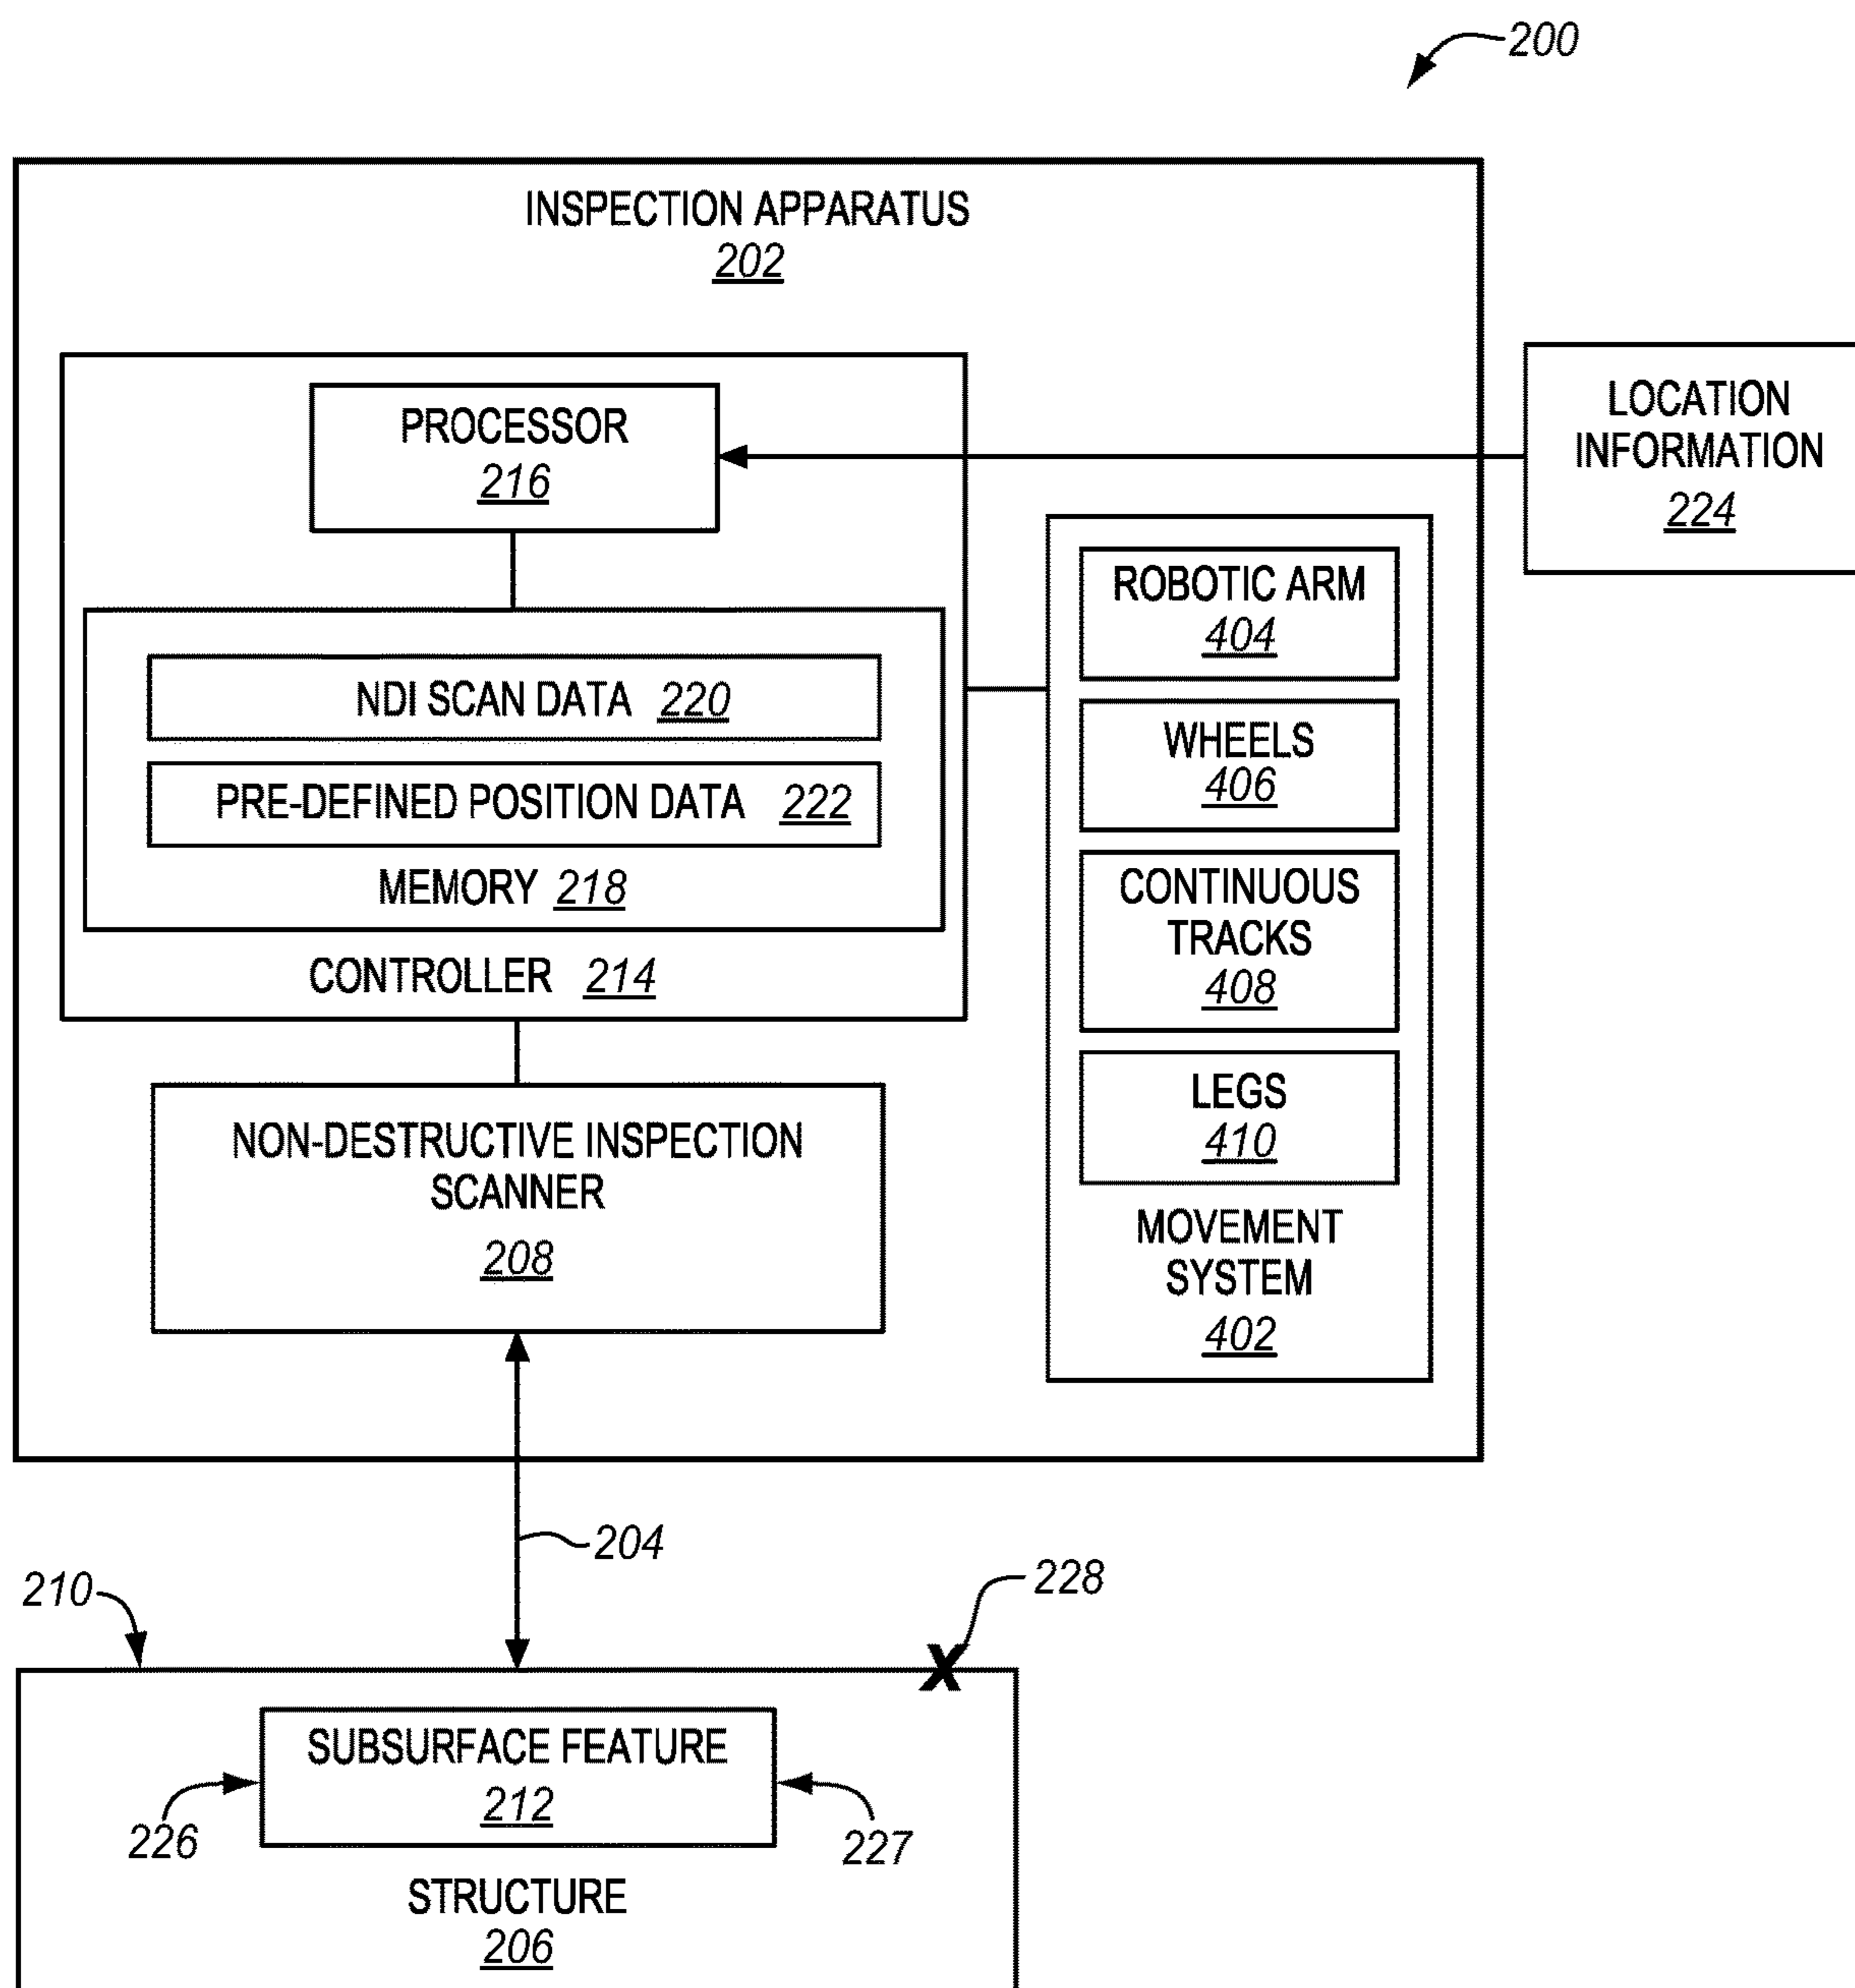 200
INSPECTION APPARATUS
202
PROCESSOR
216
NDI SCAN DATA 220
PRE-DEFINED POSITION DATA 222
MEMORY 218
CONTROLLER 214
NON-DESTRUCTIVE INSPECTION
SCANNER
208
LOCATION
INFORMATION
224
ROBOTIC ARM
404
WHEELS
406
CONTINUOUS
TRACKS
408
LEGS
410
MOVEMENT
SYSTEM
402
204
210
228
X
SUBSURFACE FEATURE
212
226
227
STRUCTURE
206